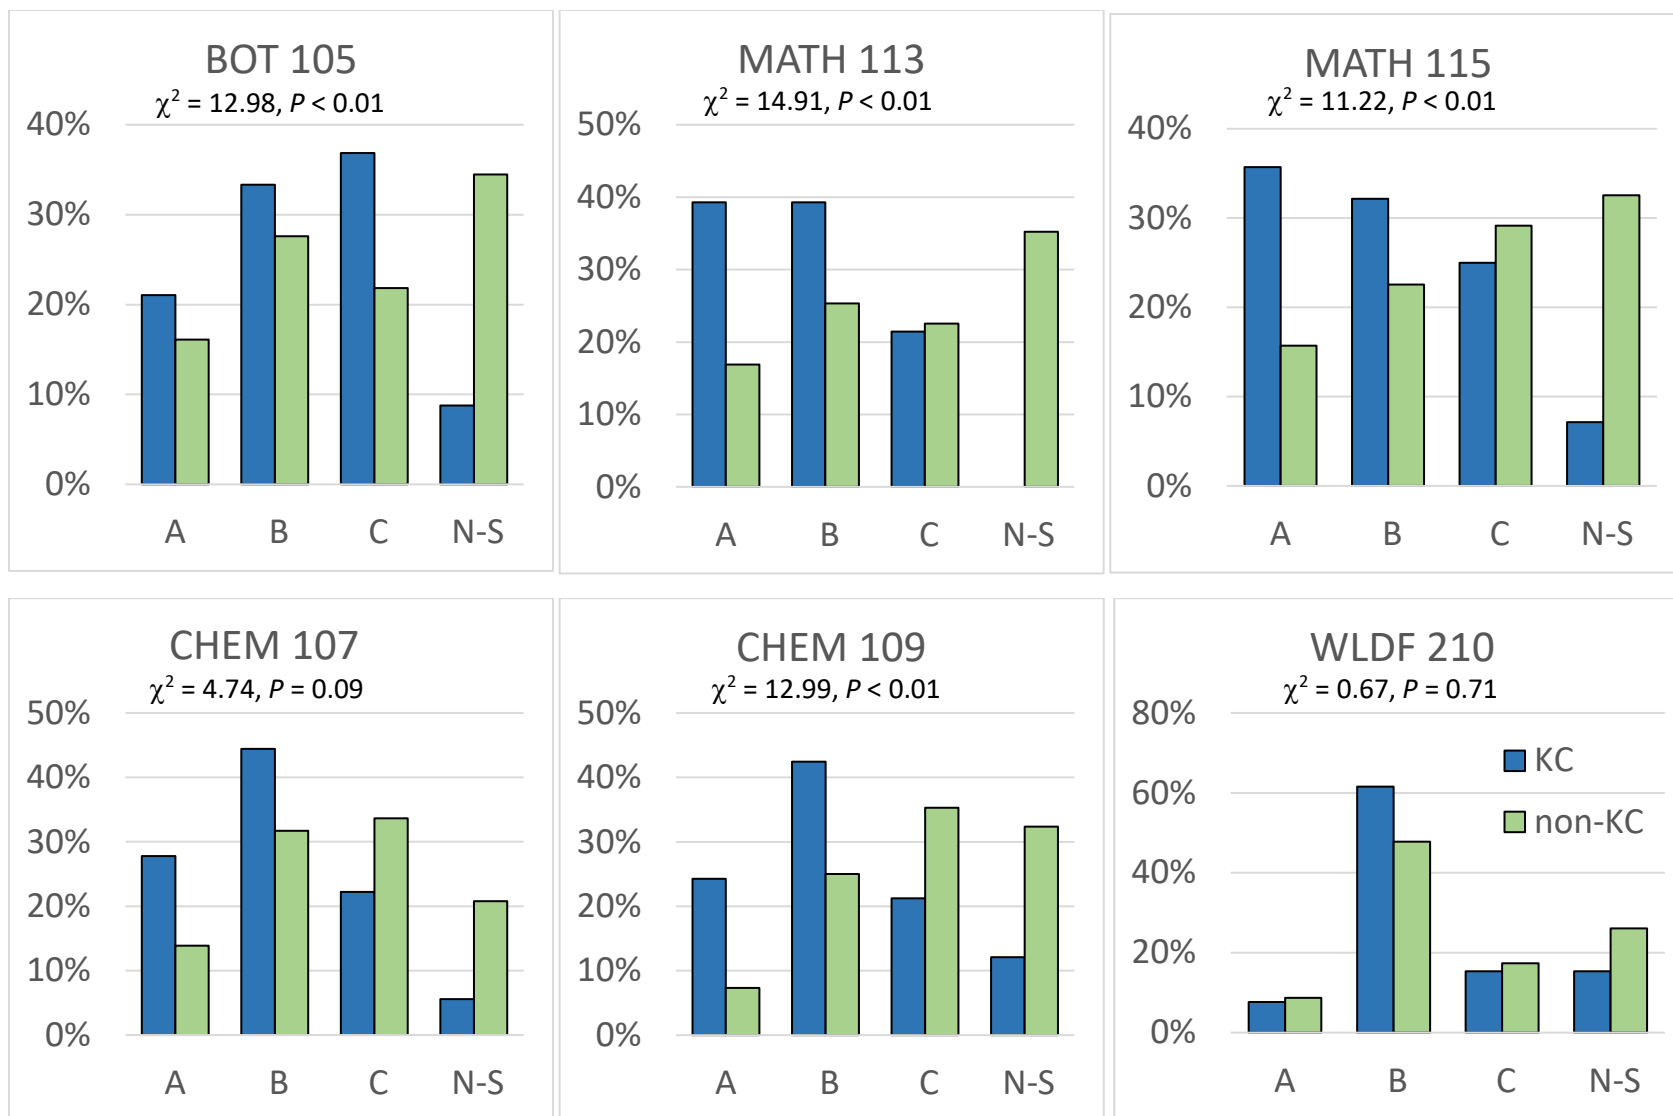 BOT 105
χ² = 12.98, P < 0.01
40%
30%
20%
10%
0%
A B C N-S
MATH 113
χ² = 14.91, P < 0.01
50%
40%
30%
20%
10%
0%
A B C N-S
MATH 115
χ² = 11.22, P < 0.01
40%
30%
20%
10%
0%
A B C N-S
CHEM 107
χ² = 4.74, P = 0.09
50%
40%
30%
20%
10%
0%
A B C N-S
CHEM 109
χ² = 12.99, P < 0.01
50%
40%
30%
20%
10%
0%
A B C N-S
WLDF 210
χ² = 0.67, P = 0.71
80%
60%
40%
20%
0%
KC
non-KC
A B C N-S